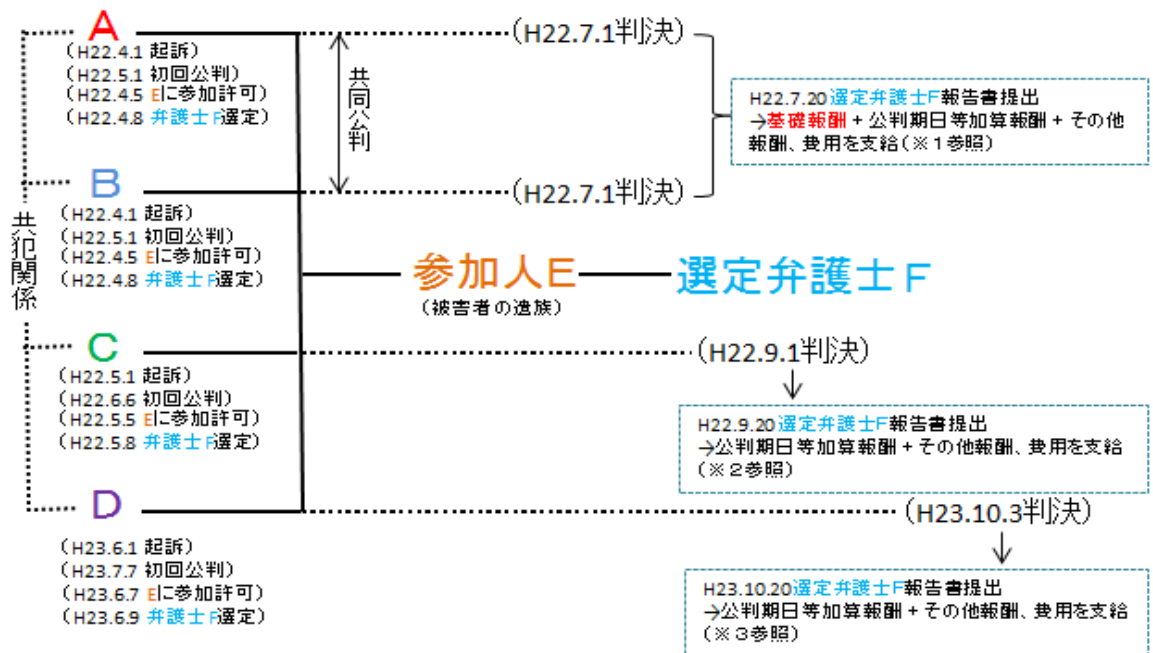 A
(H22.4.1 起訴)
(H22.5.1 初回公判)
(H22.4.5 Eに参加許可)
(H22.4.8 弁護士F選定)
共同公判
(H22.7.1判決)
H22.7.20選定弁護士F報告書提出
→基礎報酬+公判期日等加算報酬+その他
報酬、費用を支給(※1参照)
B
(H22.4.1 起訴)
(H22.5.1 初回公判)
(H22.4.5 Eに参加許可)
(H22.4.8 弁護士F選定)
(H22.7.1判決)
共犯関係
参加人E
(被害者の遺族)
選定弁護士F
C
(H22.5.1 起訴)
(H22.6.6 初回公判)
(H22.5.5 Eに参加許可)
(H22.5.8 弁護士F選定)
(H22.9.1判決)
H22.9.20選定弁護士F報告書提出
→公判期日等加算報酬+その他報酬、費用を支給
(※2参照)
D
(H23.6.1 起訴)
(H23.7.7 初回公判)
(H23.6.7 Eに参加許可)
(H23.6.9 弁護士F選定)
(H23.10.3判決)
H23.10.20選定弁護士F報告書提出
→公判期日等加算報酬+その他報酬、費用を支給
(※3参照)